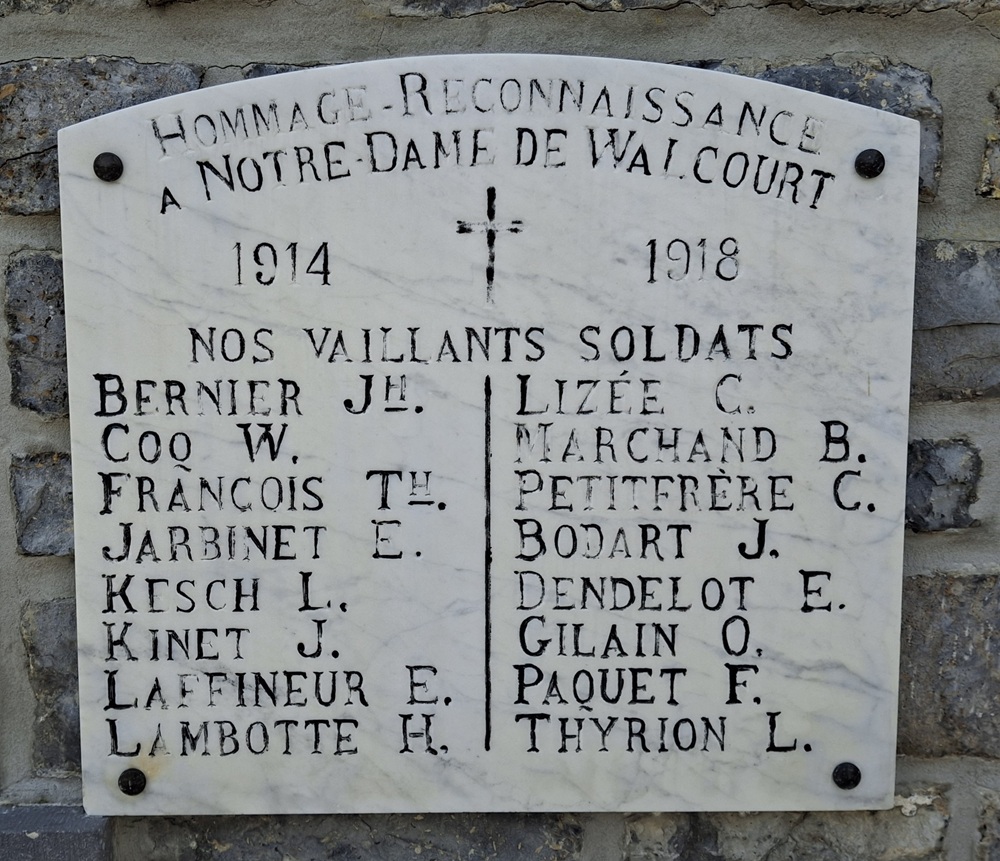 HOMMAGE-RECONNAISSANCE
A NOTRE-DAME DE WALCOURT
1914 1918
NOS VAILLANTS SOLDATS
BERNIER JH.
COQ W.
FRANÇOIS TH.
JARBINET E.
KESCH L.
KINET J.
LAFFINEUR E.
LAMBOTTE H.
LIZÉE C.
MARCHAND B.
PETITFRÈRE C.
BODART J.
DENDELOT E.
GILAIN O.
PAQUET F.
THYRION L.